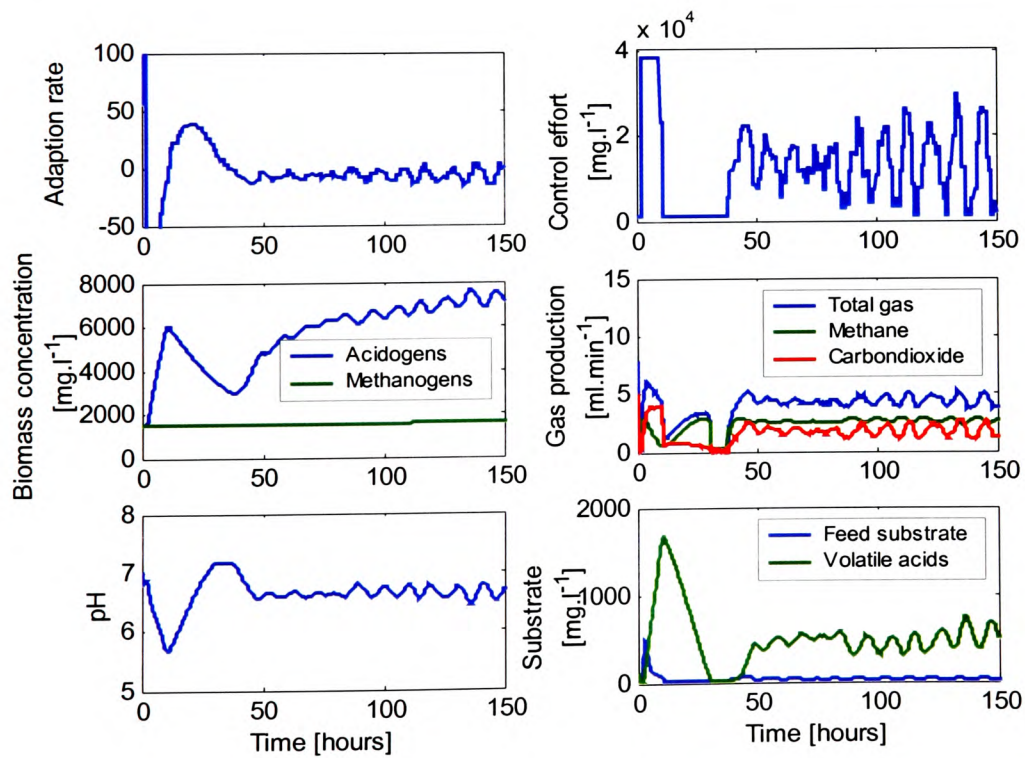 x 10⁴
100
50
0
-50
Adaption rate
0
50
100
150
4
2
0
Control effort
[mg.l⁻¹]
0
50
100
150
8000
6000
4000
2000
0
Biomass concentration
[mg.l⁻¹]
Acidogens
Methanogens
0
50
100
150
15
10
5
0
Gas production
[ml.min⁻¹]
Total gas
Methane
Carbondioxide
0
50
100
150
8
7
6
5
pH
0
50
100
150
Time [hours]
2000
1000
0
Substrate
[mg.l⁻¹]
Feed substrate
Volatile acids
0
50
100
150
Time [hours]